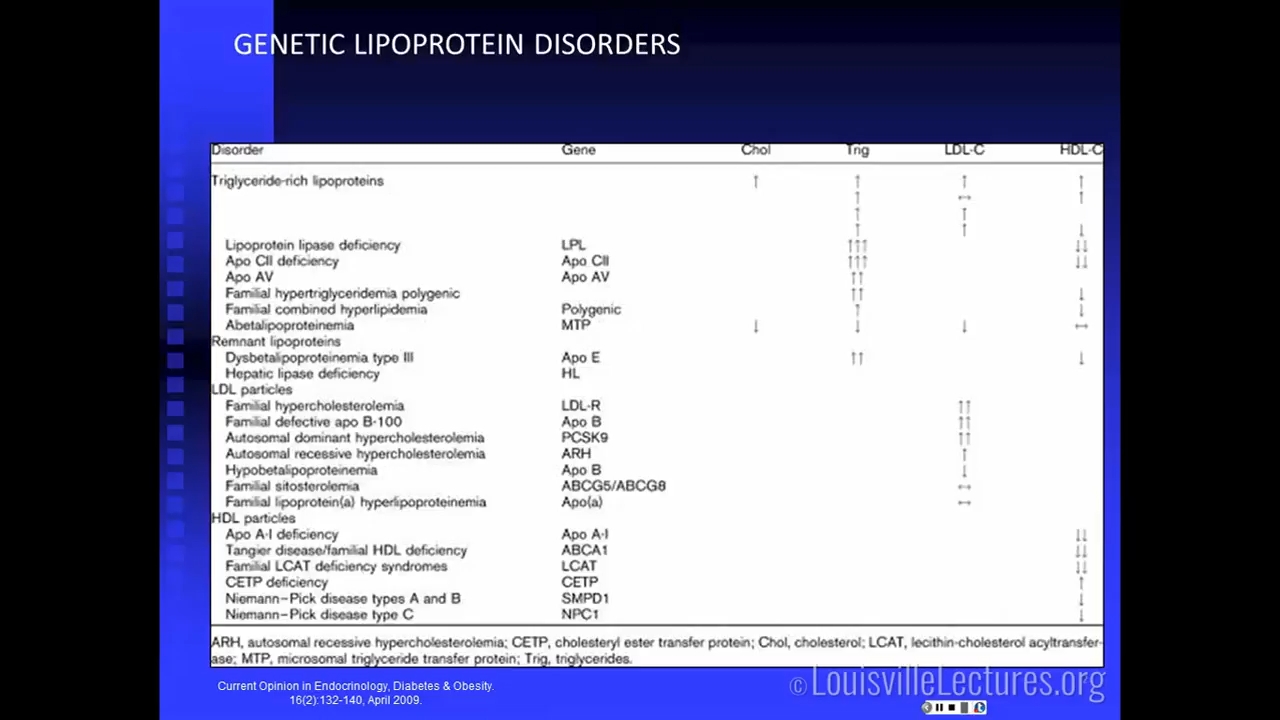 GENETIC LIPOPROTEIN DISORDERS
Disorder Gene Chol Trig LDL-C HDL-C
Triglyceride-rich lipoproteins ↑ ↑ ↑ ↑
↑ ↔ ↑
↑ ↑
↑ ↑ ↓
Lipoprotein lipase deficiency LPL ↑↑↑ ↓↓
Apo CII deficiency Apo CII ↑↑↑ ↓↓
Apo AV Apo AV ↑↑
Familial hypertriglyceridemia polygenic ↑↑ ↓
Familial combined hyperlipidemia Polygenic ↑ ↓
Abetalipoproteinemia MTP ↓ ↓ ↓ ↔
Remnant lipoproteins
Dysbetalipoproteinemia type III Apo E ↑↑ ↓
Hepatic lipase deficiency HL
LDL particles
Familial hypercholesterolemia LDL-R ↑↑
Familial defective apo B-100 Apo B ↑↑
Autosomal dominant hypercholesterolemia PCSK9 ↑↑
Autosomal recessive hypercholesterolemia ARH ↑
Hypobetalipoproteinemia Apo B ↓
Familial sitosterolemia ABCG5/ABCG8 ↔
Familial lipoprotein(a) hyperlipoproteinemia Apo(a) ↔
HDL particles
Apo A-I deficiency Apo A-I ↓↓
Tangier disease/familial HDL deficiency ABCA1 ↓↓
Familial LCAT deficiency syndromes LCAT ↓↓
CETP deficiency CETP ↑
Niemann–Pick disease types A and B SMPD1 ↓
Niemann–Pick disease type C NPC1 ↓
ARH, autosomal recessive hypercholesterolemia; CETP, cholesteryl ester transfer protein; Chol, cholesterol; LCAT, lecithin-cholesterol acyltransfer-
ase; MTP, microsomal triglyceride transfer protein; Trig, triglycerides.
Current Opinion in Endocrinology, Diabetes & Obesity.
16(2):132-140, April 2009.
© LouisvilleLectures.org